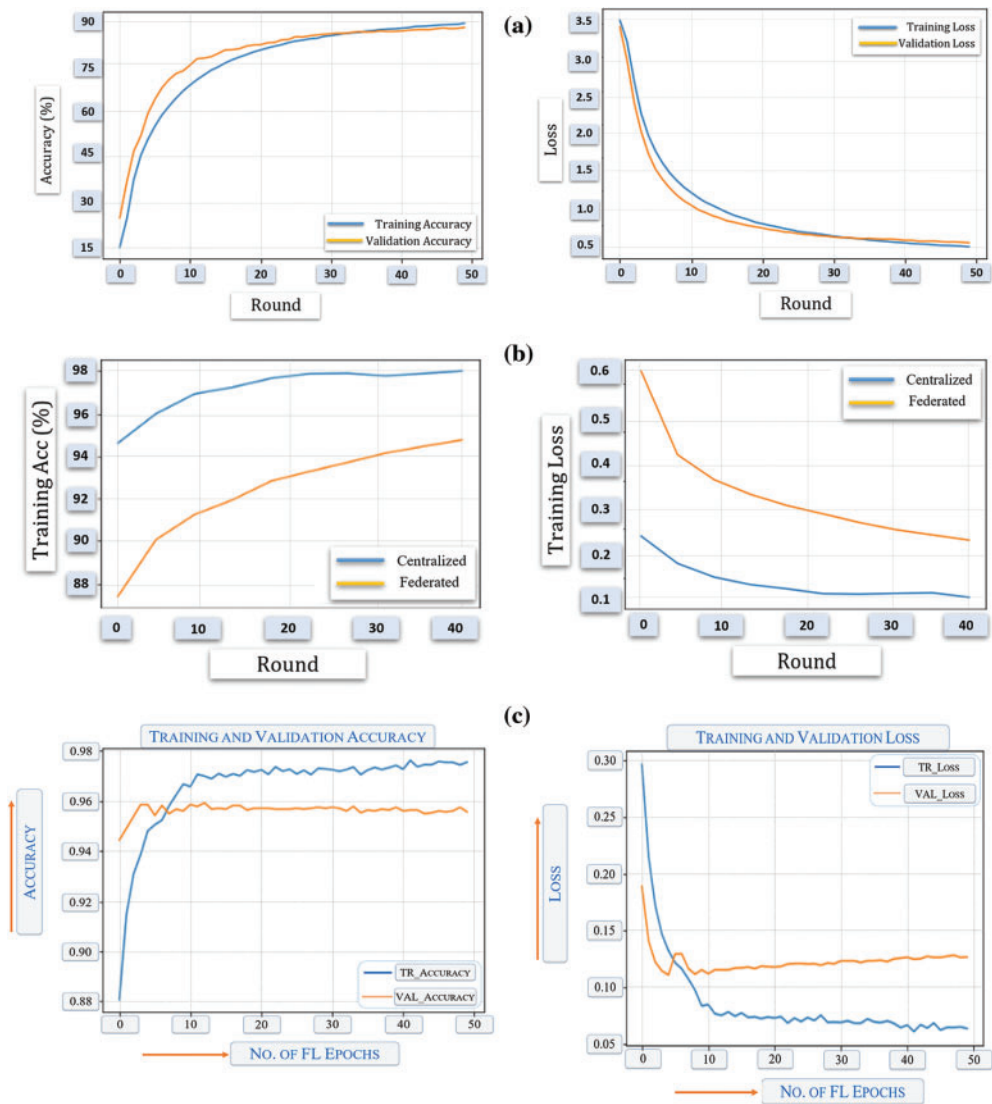 (a)
90
75
60
45
30
15
Accuracy (%)
Training Accuracy
Validation Accuracy
0 10 20 30 40 50
Round
3.5
3.0
2.5
2.0
1.5
1.0
0.5
Loss
Training Loss
Validation Loss
0 10 20 30 40 50
Round
(b)
98
96
94
92
90
88
Training Acc (%)
Centralized
Federated
0 10 20 30 40
Round
0.6
0.5
0.4
0.3
0.2
0.1
Training Loss
Centralized
Federated
0 10 20 30 40
Round
(c)
TRAINING AND VALIDATION ACCURACY
0.98
0.96
0.94
0.92
0.90
0.88
ACCURACY
TR_ACCURACY
VAL_ACCURACY
0 10 20 30 40 50
NO. OF FL EPOCHS
TRAINING AND VALIDATION LOSS
0.30
0.25
0.20
0.15
0.10
0.05
LOSS
TR_LOSS
VAL_LOSS
0 10 20 30 40 50
NO. OF FL EPOCHS